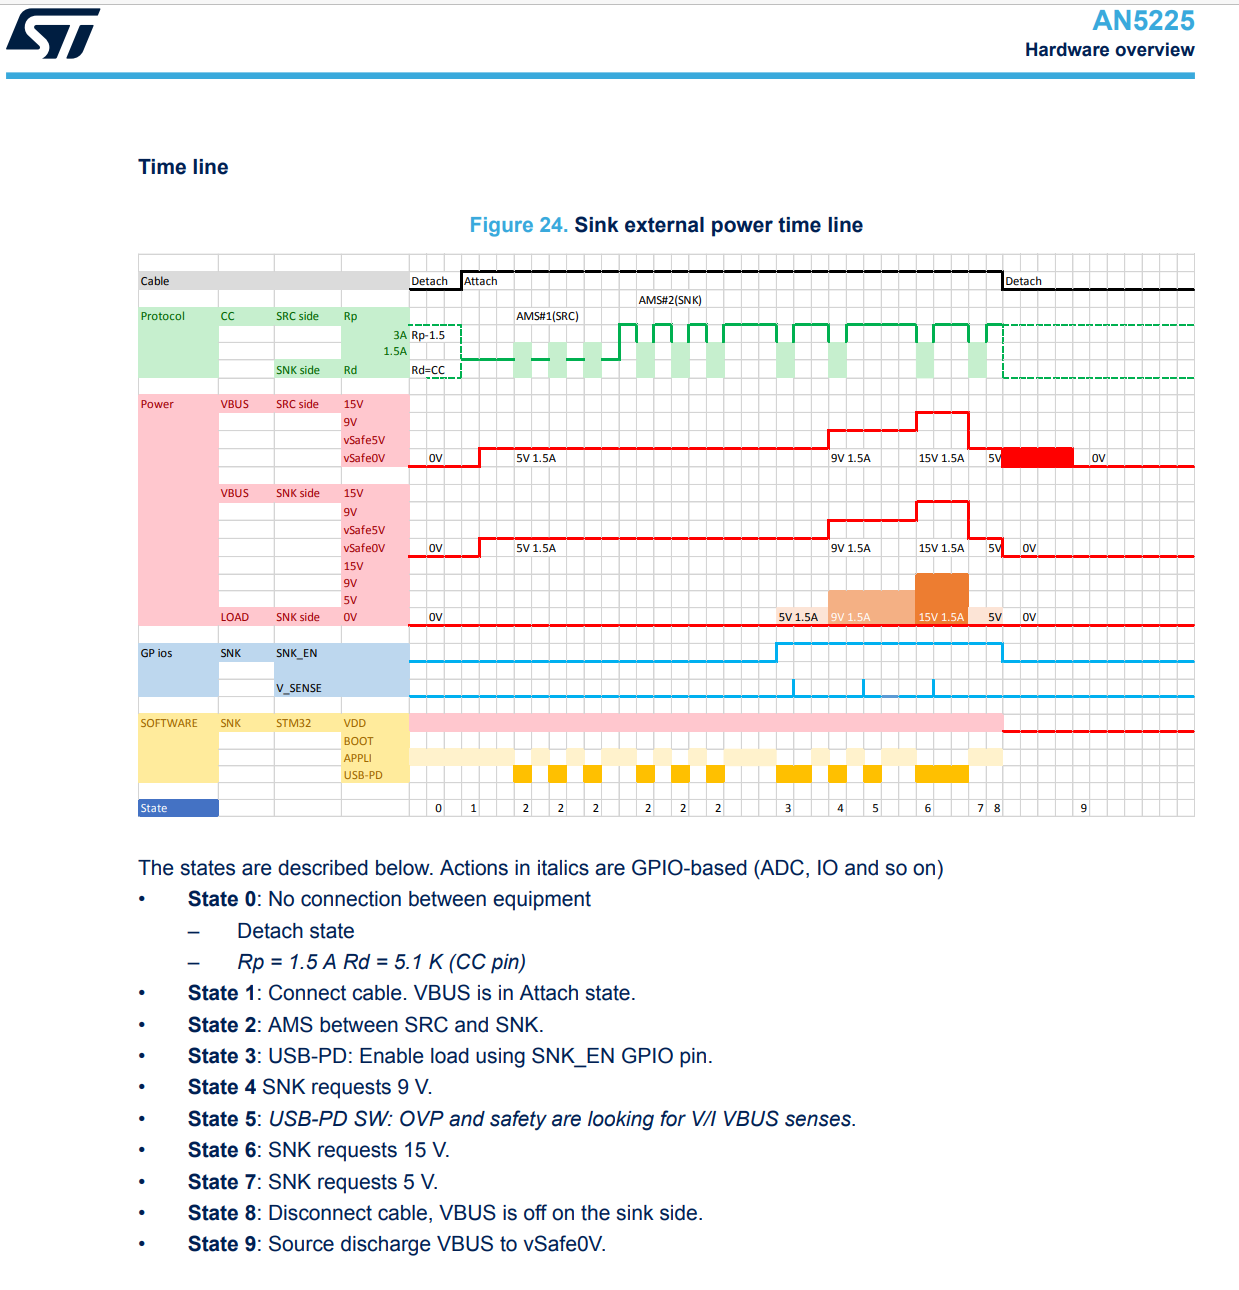 ST
AN5225
Hardware overview
Time line
Figure 24. Sink external power time line
Cable Detach Attach Detach
AMS#2(SNK)
Protocol CC SRC side Rp AMS#1(SRC)
3A Rp-1.5
1.5A
SNK side Rd Rd=CC
Power VBUS SRC side 15V
9V
vSafe5V
vSafe0V 0V 5V 1.5A 9V 1.5A 15V 1.5A 5V 0V
VBUS SNK side 15V
9V
vSafe5V
vSafe0V 0V 5V 1.5A 9V 1.5A 15V 1.5A 5V 0V
15V
9V
5V
LOAD SNK side 0V 0V 5V 1.5A 9V 1.5A 15V 1.5A 5V 0V
GP ios SNK SNK_EN
V_SENSE
SOFTWARE SNK STM32 VDD
BOOT
APPLI
USB-PD
State 0 1 2 2 2 2 2 2 3 4 5 6 7 8 9
The states are described below. Actions in italics are GPIO-based (ADC, IO and so on)
• State 0: No connection between equipment
– Detach state
– Rp = 1.5 A Rd = 5.1 K (CC pin)
• State 1: Connect cable. VBUS is in Attach state.
• State 2: AMS between SRC and SNK.
• State 3: USB-PD: Enable load using SNK_EN GPIO pin.
• State 4 SNK requests 9 V.
• State 5: USB-PD SW: OVP and safety are looking for V/I VBUS senses.
• State 6: SNK requests 15 V.
• State 7: SNK requests 5 V.
• State 8: Disconnect cable, VBUS is off on the sink side.
• State 9: Source discharge VBUS to vSafe0V.